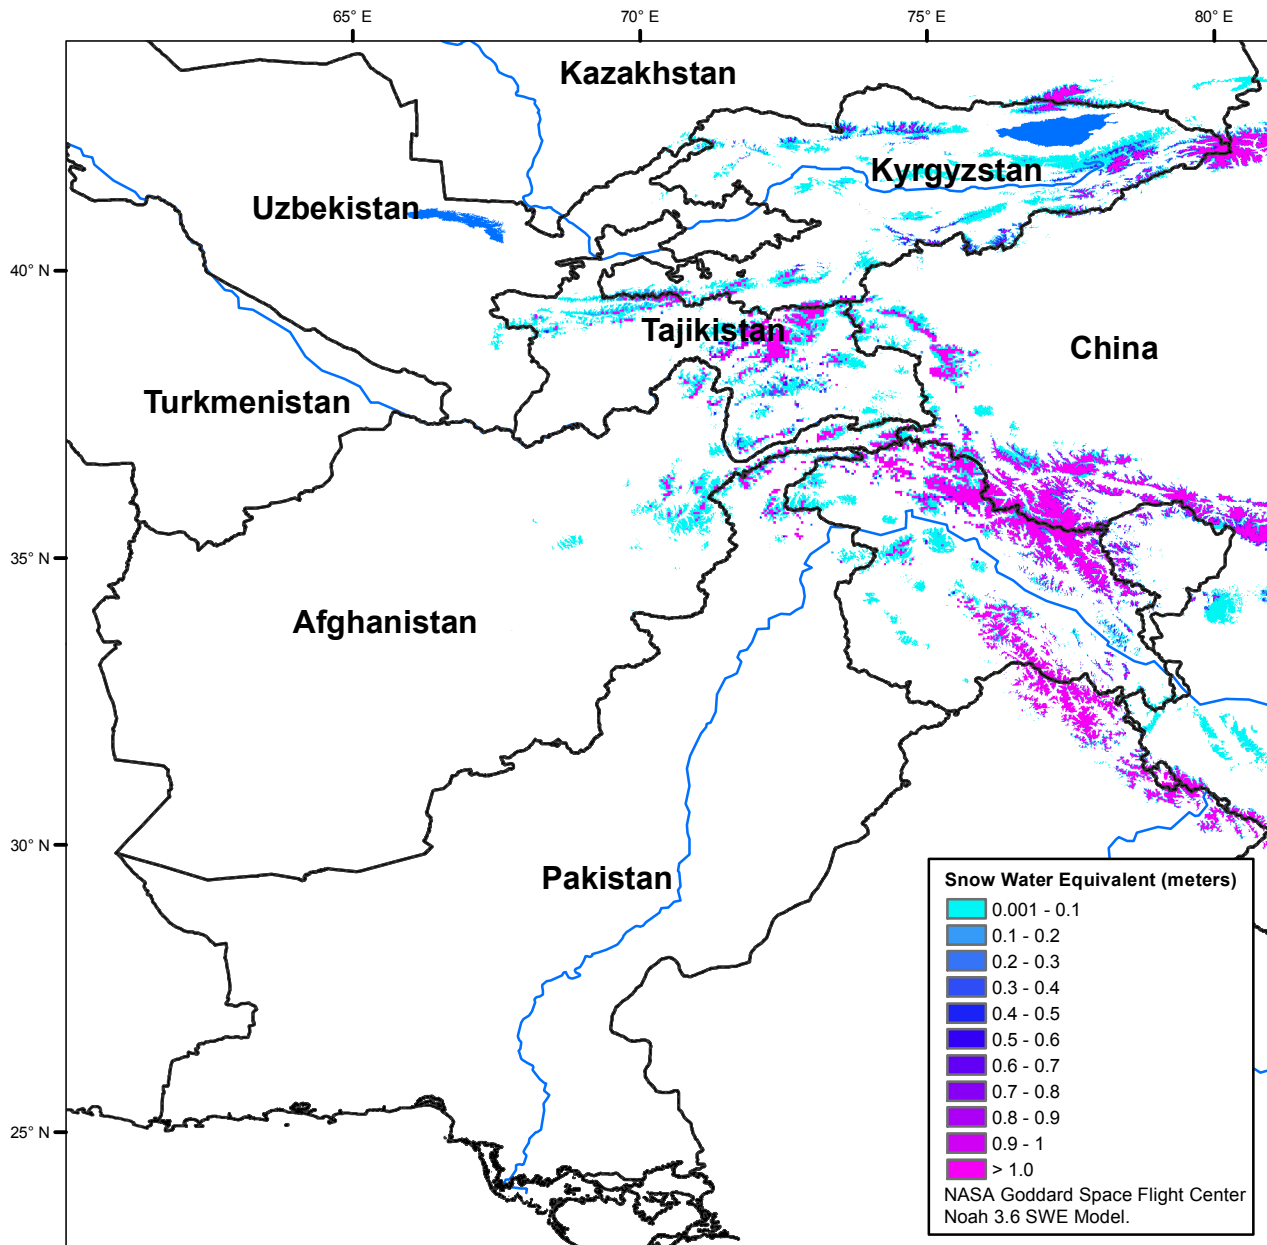 65° E
70° E
75° E
80° E
Kazakhstan
Kyrgyzstan
Uzbekistan
40° N
Tajikistan
China
Turkmenistan
35° N
Afghanistan
30° N
Pakistan
25° N
Snow Water Equivalent (meters)
0.001 - 0.1
0.1 - 0.2
0.2 - 0.3
0.3 - 0.4
0.4 - 0.5
0.5 - 0.6
0.6 - 0.7
0.7 - 0.8
0.8 - 0.9
0.9 - 1
> 1.0
NASA Goddard Space Flight Center
Noah 3.6 SWE Model.